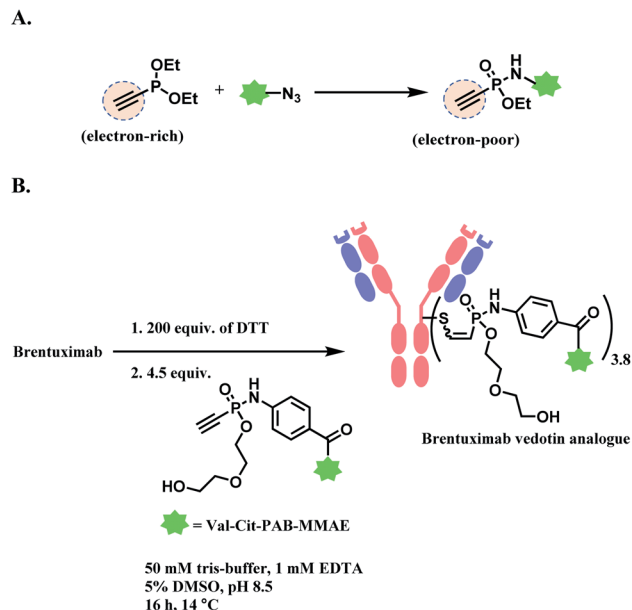 A.
OEt
P
OEt
(electron-rich)
+
N3
O
H
N
P
OEt
(electron-poor)
B.
Brentuximab
1. 200 equiv. of DTT
2. 4.5 equiv.
O
H
N
P
O
O
O
HO
= Val-Cit-PAB-MMAE
50 mM tris-buffer, 1 mM EDTA
5% DMSO, pH 8.5
16 h, 14 °C
S
O
H
N
P
O
O
O
OH
3.8
Brentuximab vedotin analogue